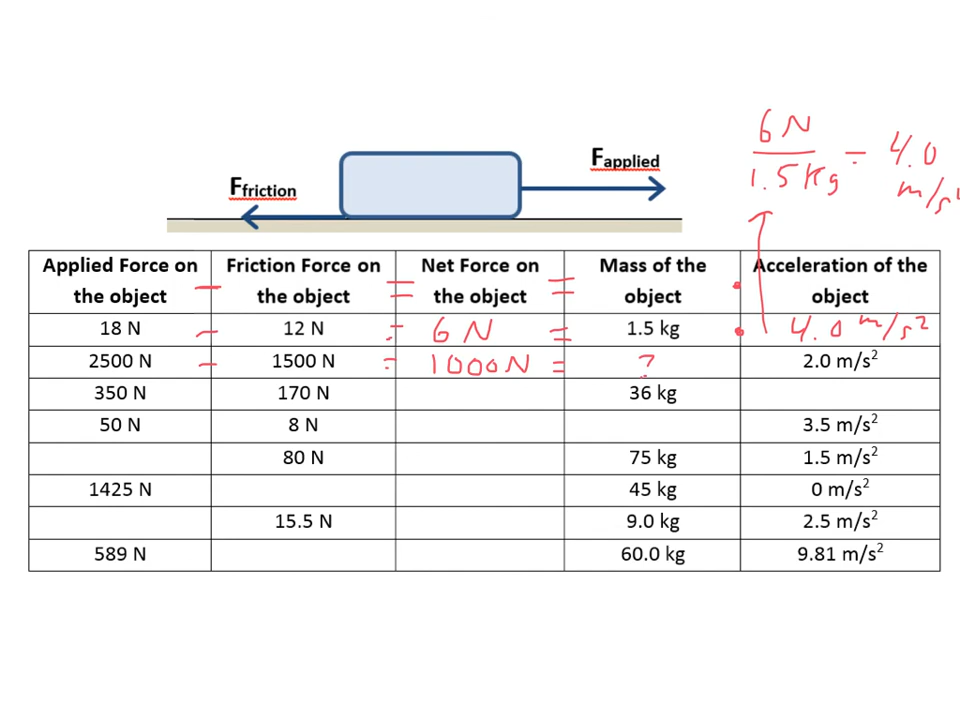 6 N
1.5 kg = 4.0 m/s²
Ffriction
Fapplied
Applied Force on the object − Friction Force on the object = Net Force on the object = Mass of the object • Acceleration of the object
18 N − 12 N = 6 N = 1.5 kg • 4.0 m/s²
2500 N − 1500 N = 1000 N = ? 2.0 m/s²
350 N 170 N 36 kg
50 N 8 N 3.5 m/s²
80 N 75 kg 1.5 m/s²
1425 N 45 kg 0 m/s²
15.5 N 9.0 kg 2.5 m/s²
589 N 60.0 kg 9.81 m/s²